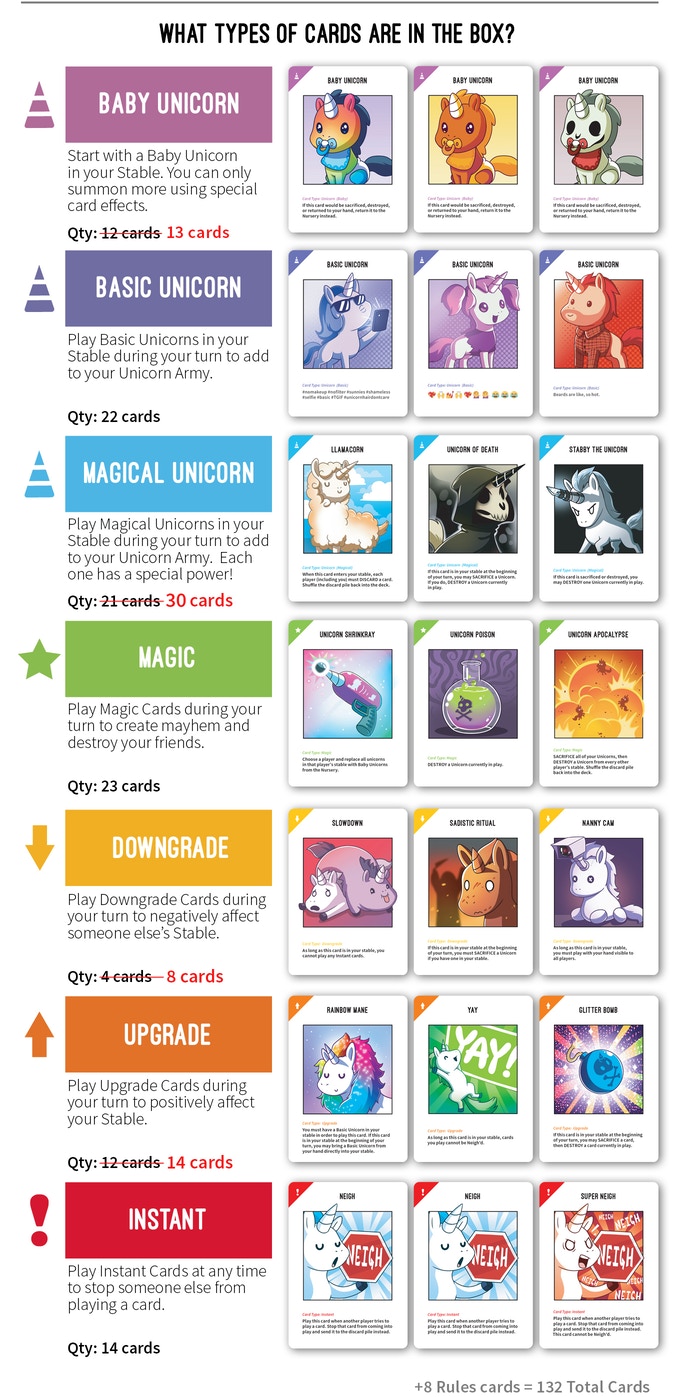 WHAT TYPES OF CARDS ARE IN THE BOX?
BABY UNICORN
Start with a Baby Unicorn
in your Stable. You can only
summon more using special
card effects.
Qty: 12 cards 13 cards
BABY UNICORN
Card Type: Unicorn (Baby)
If this card would be sacrificed, destroyed,
or returned to your hand, return it to the
Nursery instead.
BABY UNICORN
Card Type: Unicorn (Baby)
If this card would be sacrificed, destroyed,
or returned to your hand, return it to the
Nursery instead.
BABY UNICORN
Card Type: Unicorn (Baby)
If this card would be sacrificed, destroyed,
or returned to your hand, return it to the
Nursery instead.
BASIC UNICORN
Play Basic Unicorns in your
Stable during your turn to add
to your Unicorn Army.
Qty: 22 cards
BASIC UNICORN
Card Type: Unicorn (Basic)
#nomakeup #nofilter #sunnies #shameless
#selfie #basic #TGIF #unicornhairdontcare
BASIC UNICORN
Card Type: Unicorn (Basic)
BASIC UNICORN
Card Type: Unicorn (Basic)
Beards are like, so hot.
MAGICAL UNICORN
Play Magical Unicorns in your
Stable during your turn to add
to your Unicorn Army. Each
one has a special power!
Qty: 21 cards 30 cards
LLAMACORN
Card Type: Unicorn (Magical)
When this card enters your stable, each
player (including you) must DISCARD a card.
Shuffle the discard pile back into the deck.
UNICORN OF DEATH
Card Type: Unicorn (Magical)
If this card is in your stable at the beginning
of your turn, you may SACRIFICE a Unicorn.
If you do, DESTROY a Unicorn currently
in play.
STABBY THE UNICORN
Card Type: Unicorn (Magical)
If this card is sacrificed or destroyed, you
may DESTROY one Unicorn currently in play.
MAGIC
Play Magic Cards during your
turn to create mayhem and
destroy your friends.
Qty: 23 cards
UNICORN SHRINKRAY
Card Type: Magic
Choose a player and replace all unicorns
in that player's stable with Baby Unicorns
from the Nursery.
UNICORN POISON
Card Type: Magic
DESTROY a Unicorn currently in play.
UNICORN APOCALYPSE
Card Type: Magic
SACRIFICE all of your Unicorns, then
DESTROY a Unicorn from every other
player's stable. Shuffle the discard pile
back into the deck.
DOWNGRADE
Play Downgrade Cards during
your turn to negatively affect
someone else's Stable.
Qty: 4 cards 8 cards
SLOWDOWN
Card Type: Downgrade
As long as this card is in your stable, you
cannot play any Instant cards.
SADISTIC RITUAL
Card Type: Downgrade
If this card is in your stable at the beginning
of your turn, you must SACRIFICE a Unicorn
if you have one in your stable.
NANNY CAM
Card Type: Downgrade
As long as this card is in your stable,
you must play with your hand visible to
all players.
UPGRADE
Play Upgrade Cards during
your turn to positively affect
your Stable.
Qty: 12 cards 14 cards
RAINBOW MANE
Card Type: Upgrade
You must have a Basic Unicorn in your
stable in order to play this card. If this card
is in your stable at the beginning of your
turn, you may bring a Basic Unicorn from
your hand directly into your stable.
YAY
YAY!
Card Type: Upgrade
As long as this card is in your stable, cards
you play cannot be Neigh'd.
GLITTER BOMB
Card Type: Upgrade
If this card is in your stable at the beginning
of your turn, you may SACRIFICE a card,
then DESTROY a card currently in play.
INSTANT
Play Instant Cards at any time
to stop someone else from
playing a card.
Qty: 14 cards
NEIGH
NEIGH
Card Type: Instant
Play this card when another player tries to
play a card. Stop that card from coming into
play and send it to the discard pile instead.
NEIGH
NEIGH
Card Type: Instant
Play this card when another player tries to
play a card. Stop that card from coming into
play and send it to the discard pile instead.
SUPER NEIGH
NEIGH
NEIGH
NEIGH
NEIGH
Card Type: Instant
Play this card when another player tries to
play a card. Stop that card from coming into
play and send it to the discard pile instead.
This card cannot be Neigh'd.
+8 Rules cards = 132 Total Cards